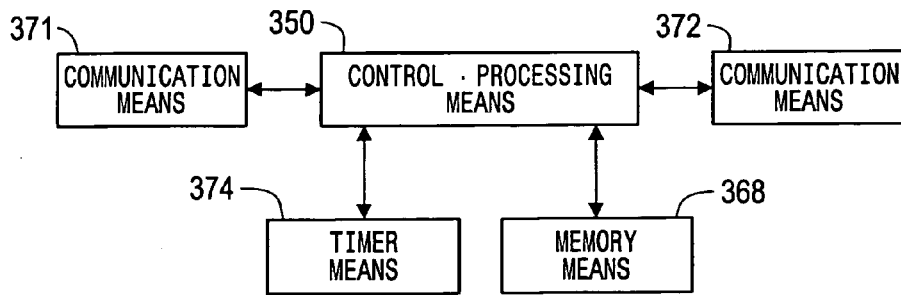 371
350
372
COMMUNICATION
MEANS
CONTROL · PROCESSING
MEANS
COMMUNICATION
MEANS
374
368
TIMER
MEANS
MEMORY
MEANS